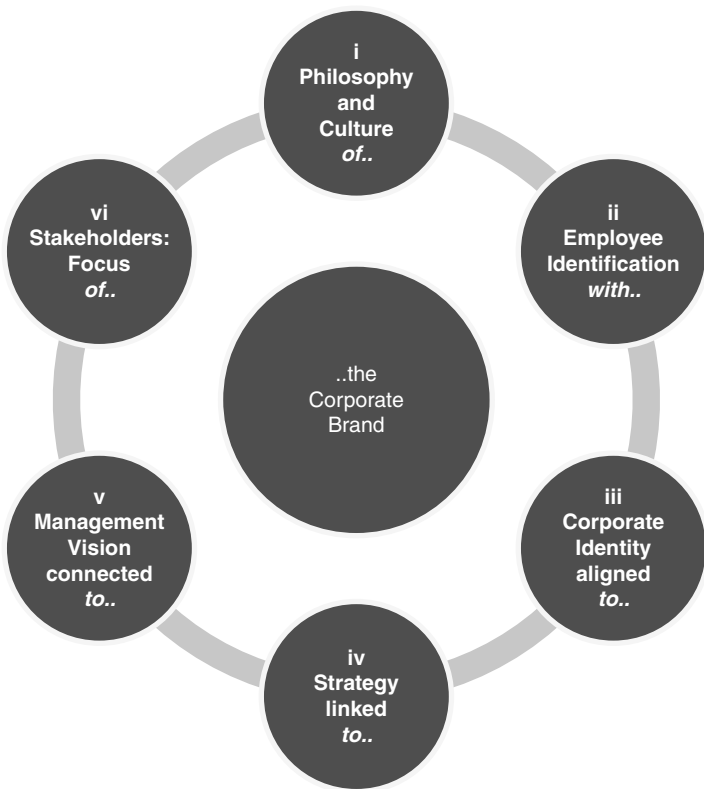 i
Philosophy
and
Culture
of..
ii
Employee
Identification
with..
iii
Corporate
Identity
aligned
to..
iv
Strategy
linked
to..
v
Management
Vision
connected
to..
vi
Stakeholders:
Focus
of..
..the
Corporate
Brand